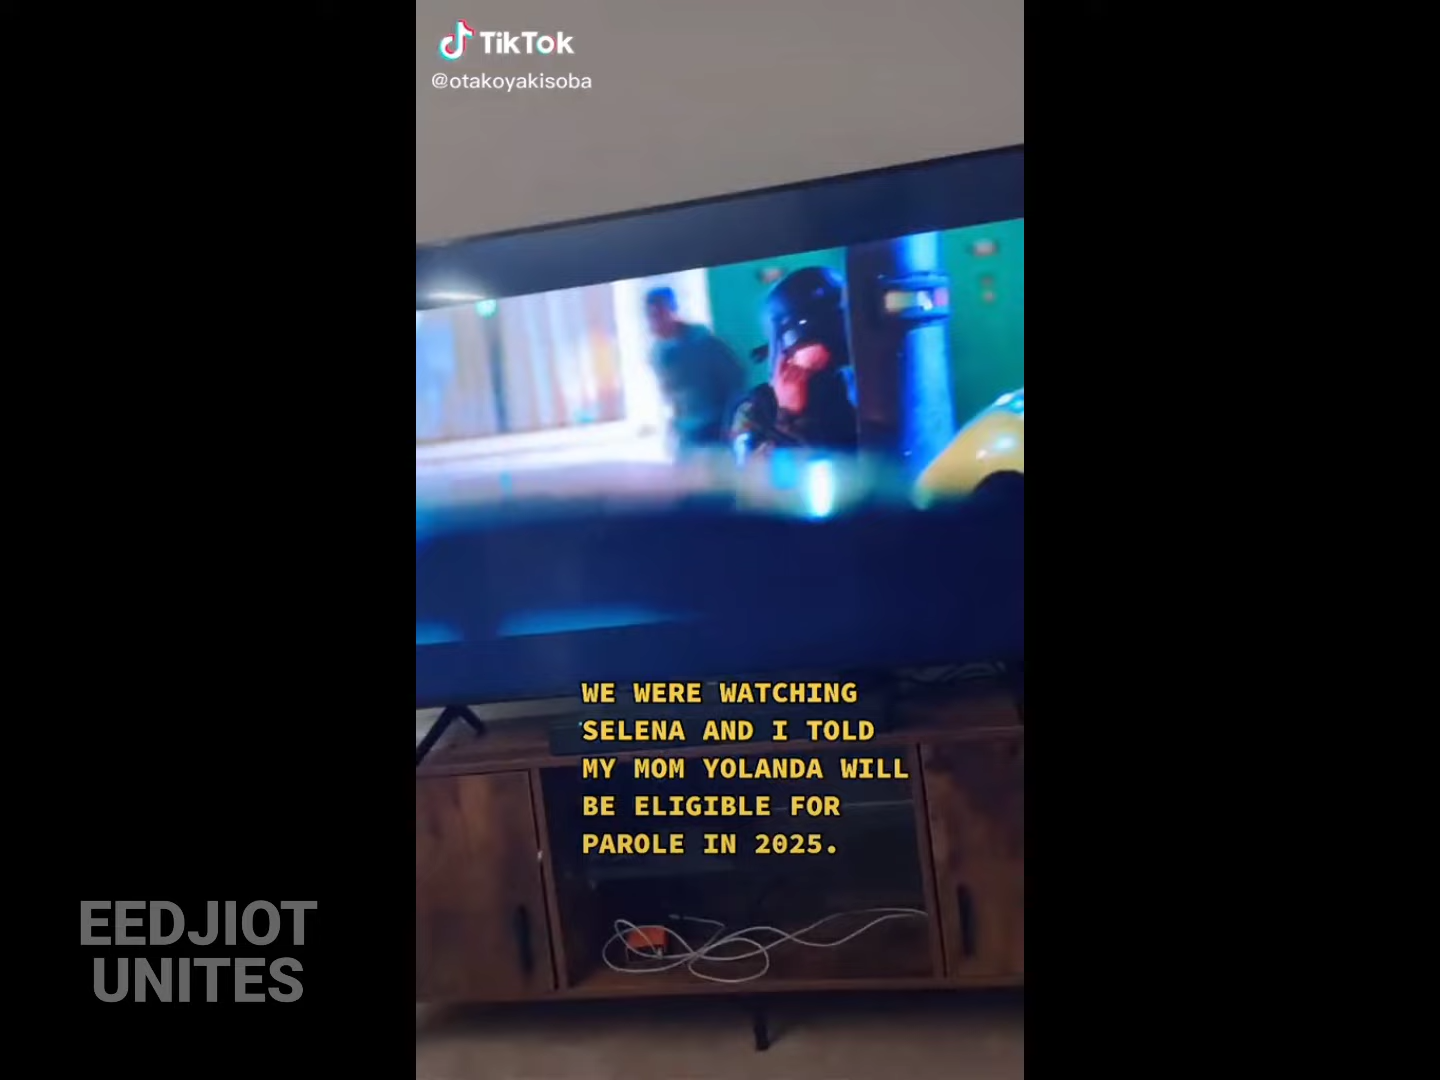 TikTok
@otakoyakisoba
WE WERE WATCHING
SELENA AND I TOLD
MY MOM YOLANDA WILL
BE ELIGIBLE FOR
PAROLE IN 2025.
EEDJIOT
UNITES